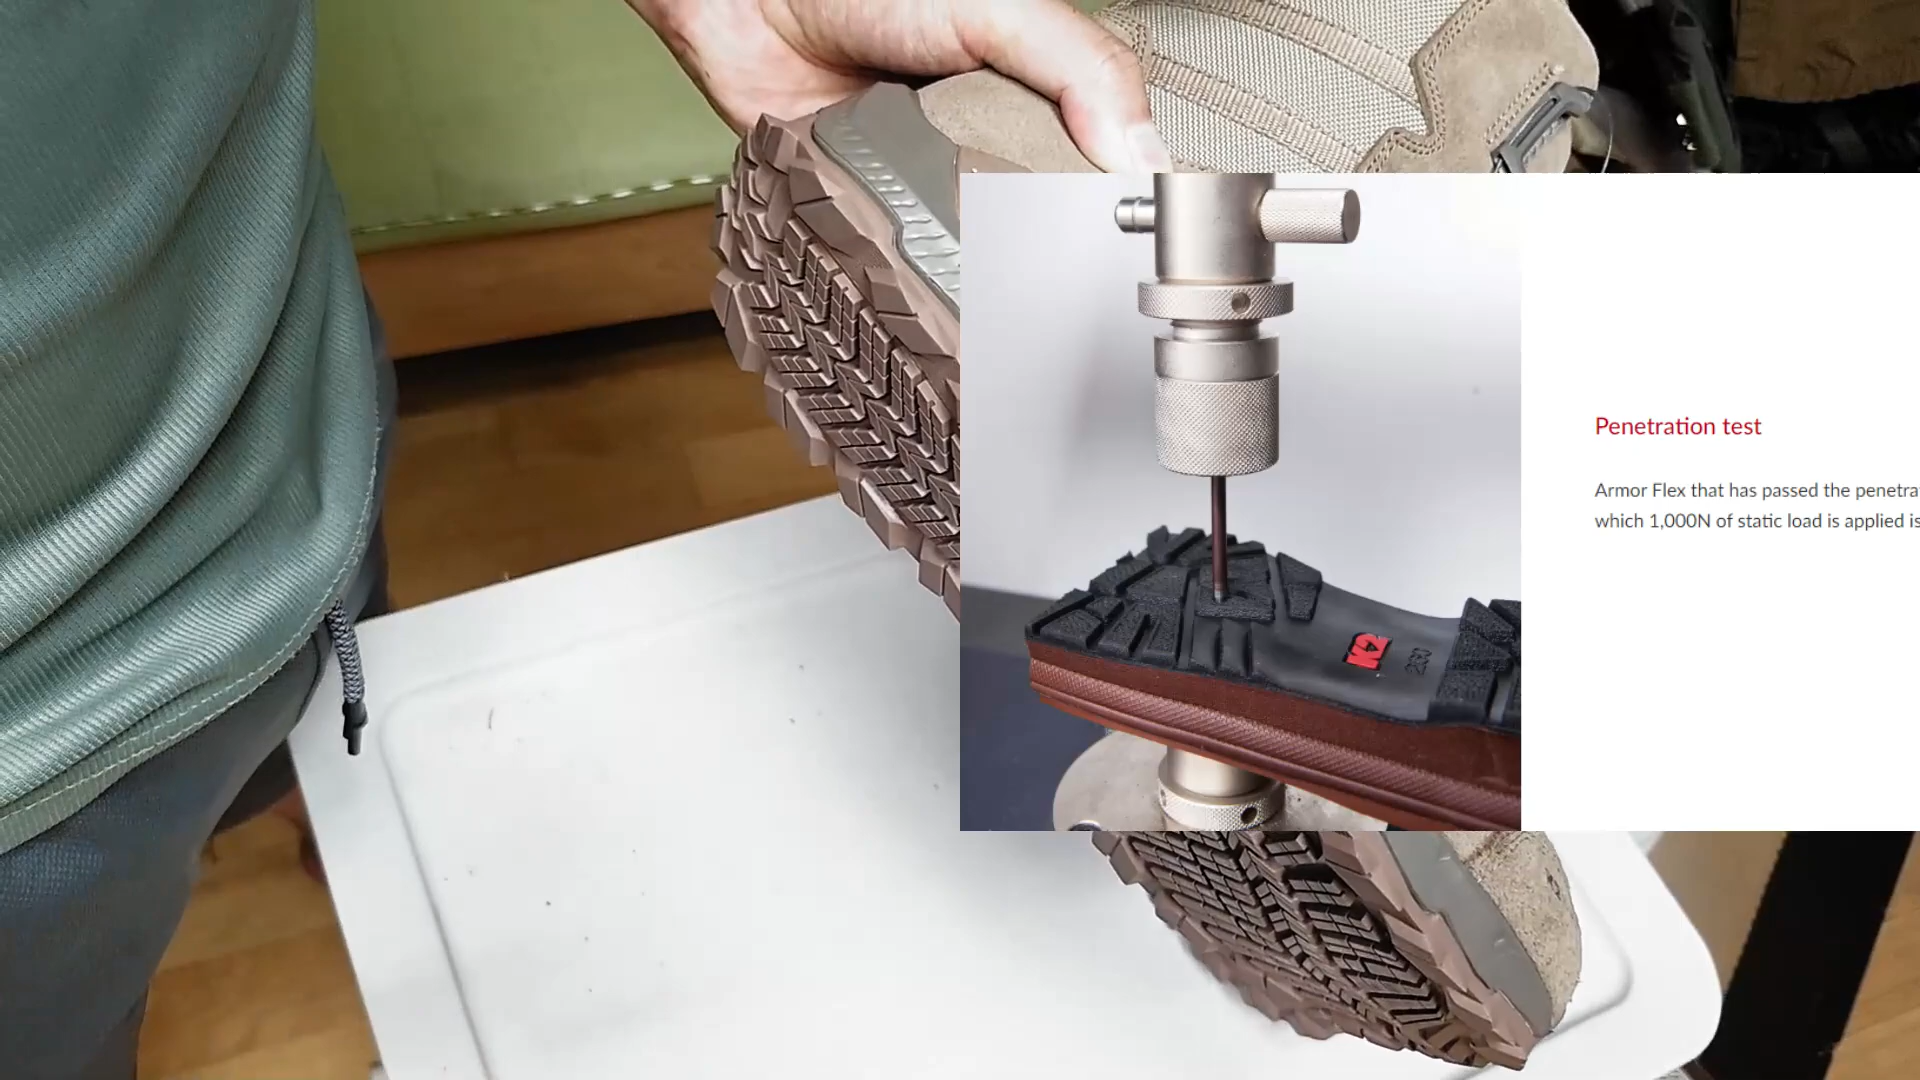 Penetration test
Armor Flex that has passed the penetra
which 1,000N of static load is applied is